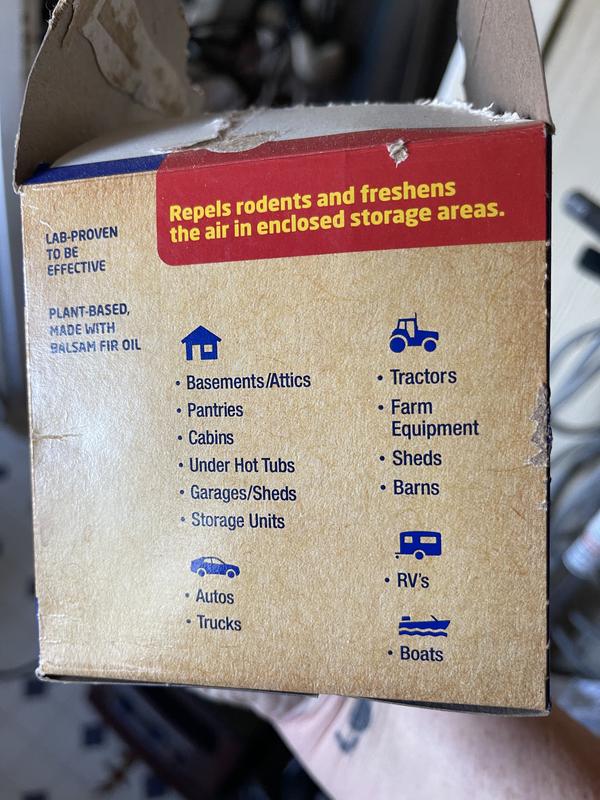 Repels rodents and freshens
the air in enclosed storage areas.
LAB-PROVEN
TO BE
EFFECTIVE
PLANT-BASED,
MADE WITH
BALSAM FIR OIL
• Basements/Attics
• Pantries
• Cabins
• Under Hot Tubs
• Garages/Sheds
• Storage Units
• Autos
• Trucks
• Tractors
• Farm
Equipment
• Sheds
• Barns
• RV's
• Boats